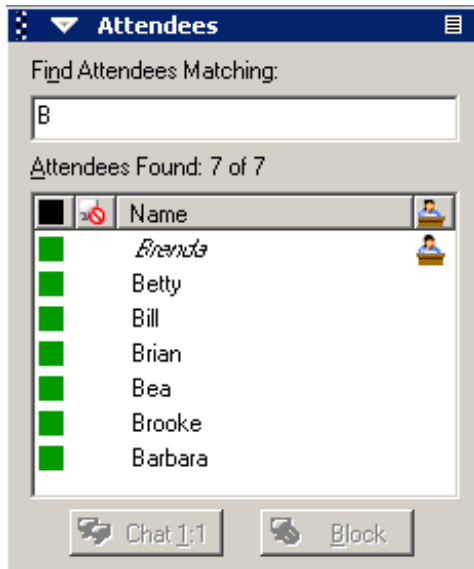 Attendees
Find Attendees Matching:
B
Attendees Found: 7 of 7
Name
Brenda
Betty
Bill
Brian
Bea
Brooke
Barbara
Chat 1:1 Block